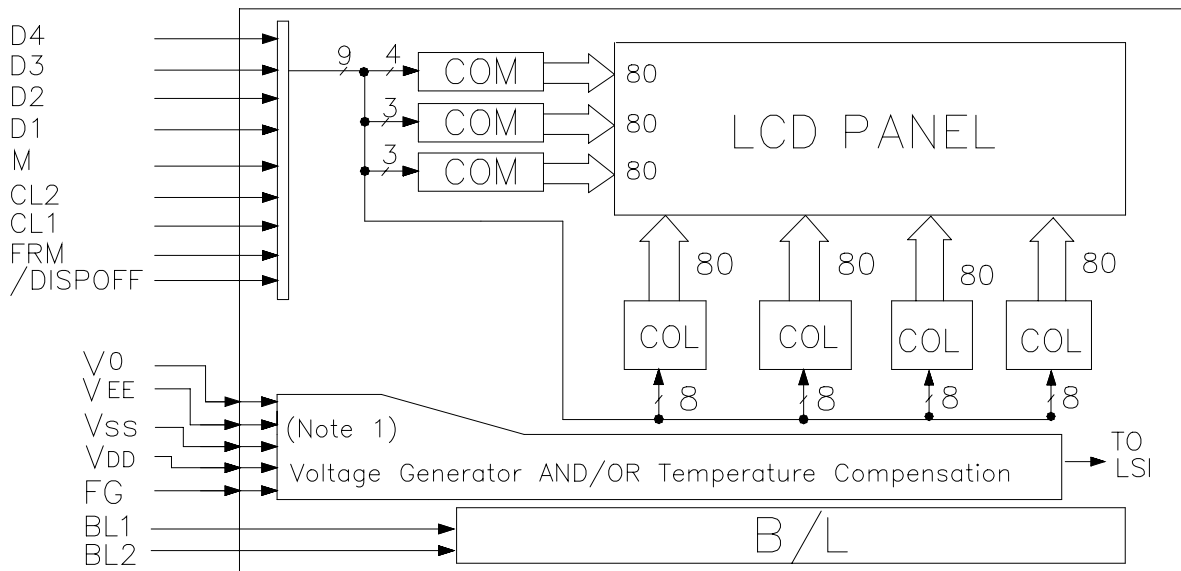 D4
D3
D2
D1
M
CL2
CL1
FRM
/DISPOFF
9
4
COM
80
3
COM
80
3
COM
80
LCD PANEL
80
80
80
80
COL
COL
COL
COL
8
8
8
8
V0
VEE
VSS
VDD
FG
(Note 1)
Voltage Generator AND/OR Temperature Compensation
TO
LSI
BL1
BL2
B/L